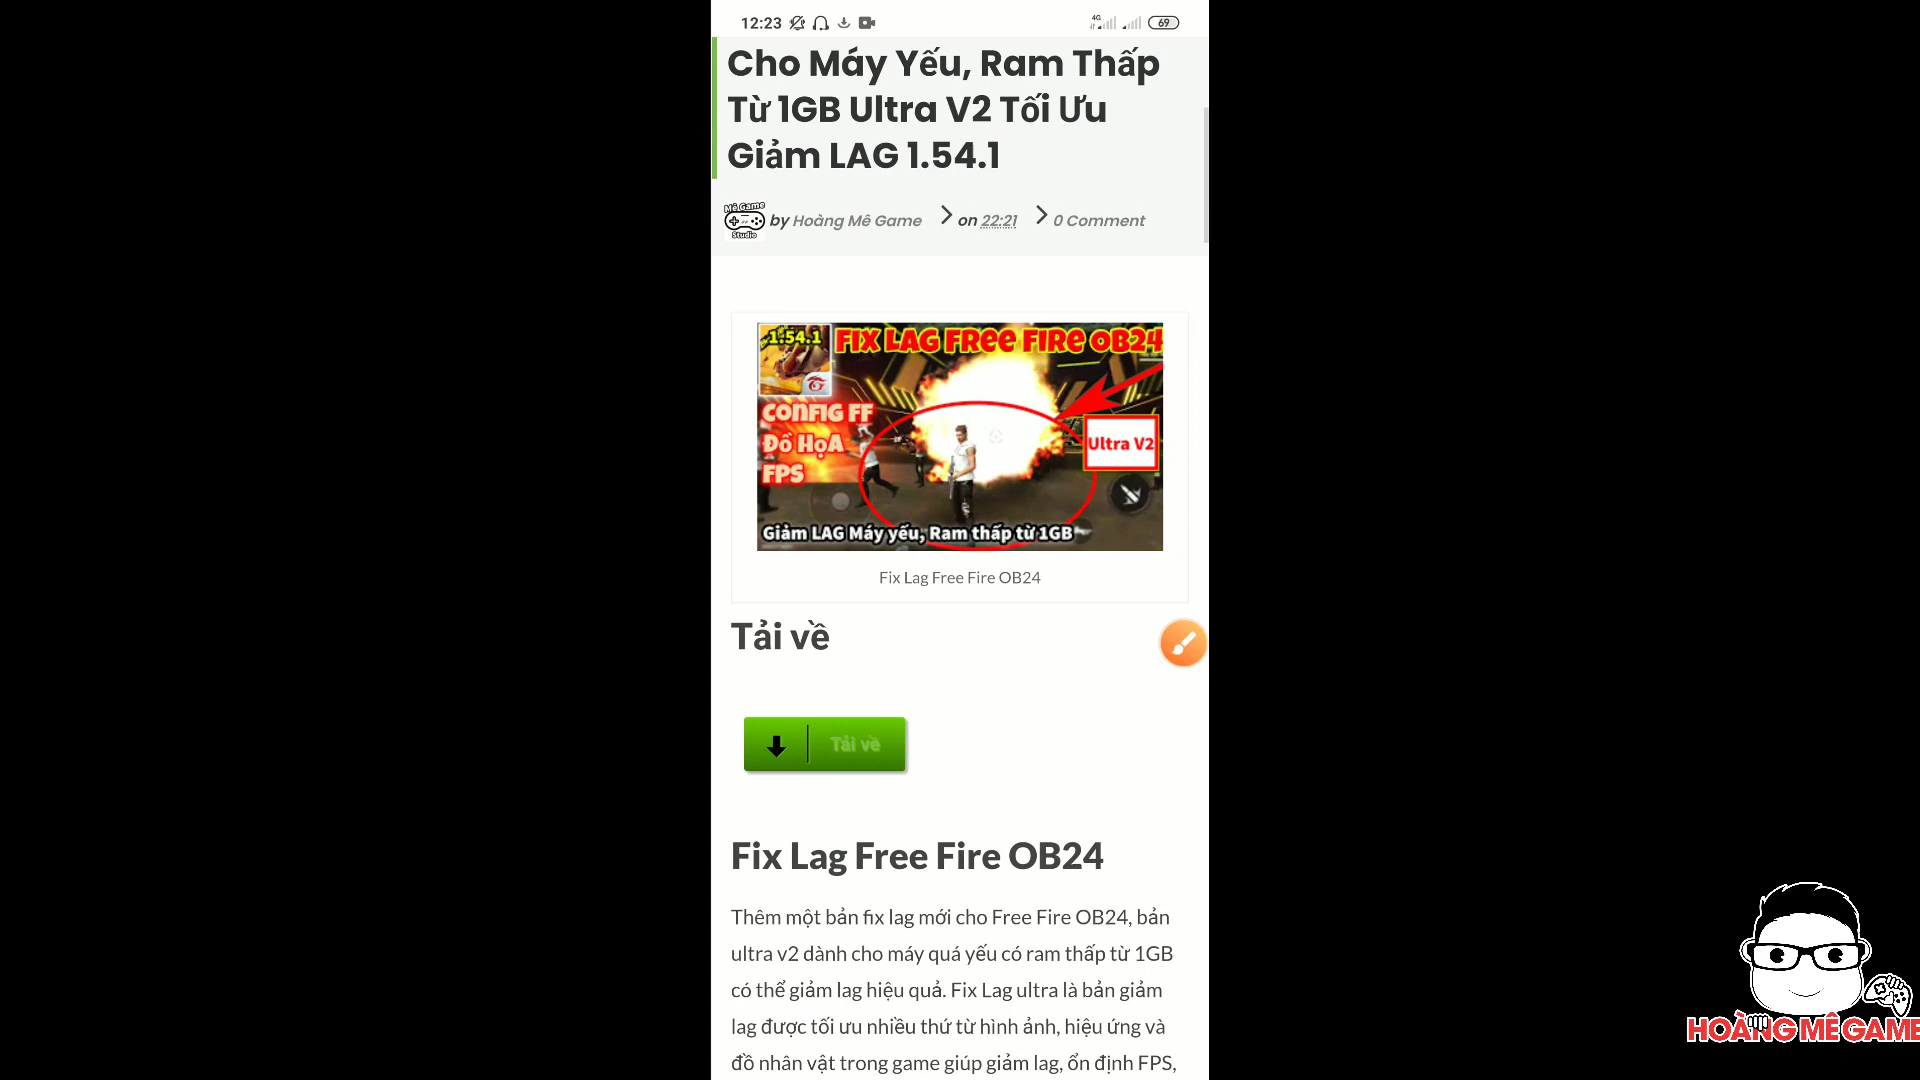 12:23
4G
69
Cho Máy Yếu, Ram Thấp
Từ 1GB Ultra V2 Tối Ưu
Giảm LAG 1.54.1
Mê Game
Studio
by Hoàng Mê Game
on 22:21
0 Comment
1.54.1
FIX LAG FREE FIRE OB24
CONFIG FF
Đồ HọA
FPS
Ultra V2
Giảm LAG Máy yếu, Ram thấp từ 1GB
Fix Lag Free Fire OB24
Tải về
Tải về
Fix Lag Free Fire OB24
Thêm một bản fix lag mới cho Free Fire OB24, bản
ultra v2 dành cho máy quá yếu có ram thấp từ 1GB
có thể giảm lag hiệu quả. Fix Lag ultra là bản giảm
lag được tối ưu nhiều thứ từ hình ảnh, hiệu ứng và
đồ nhân vật trong game giúp giảm lag, ổn định FPS,
HOÀNG MÊ GAME